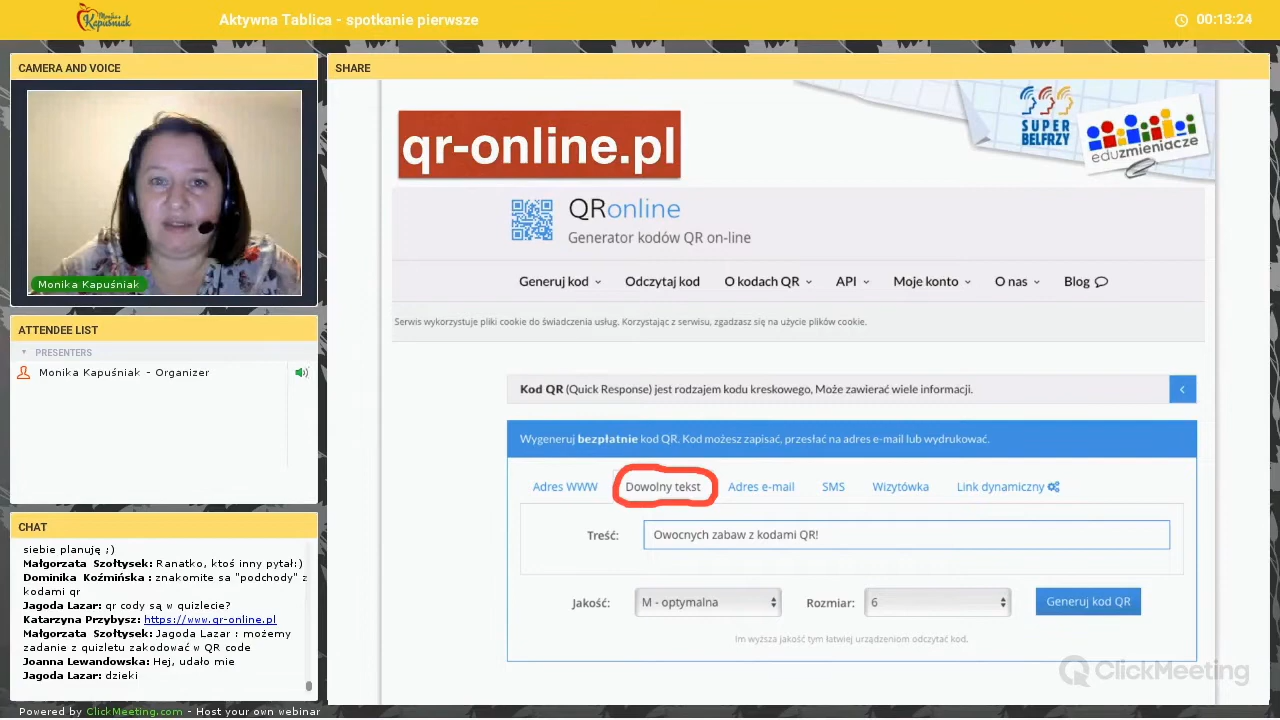 Monika
Kapuśniak
Aktywna Tablica - spotkanie pierwsze
00:13:24
CAMERA AND VOICE
Monika Kapuśniak
ATTENDEE LIST
PRESENTERS
Monika Kapuśniak - Organizer
CHAT
siebie planuję ;)
Małgorzata Szołtysek: Ranatko, ktoś inny pytał:)
Dominika Koźmińska : znakomite sa "podchody" z
kodami qr
Jagoda Lazar: qr cody są w quizlecie?
Katarzyna Przybysz: https://www.qr-online.pl
Małgorzata Szołtysek: Jagoda Lazar : możemy
zadanie z quizletu zakodować w QR code
Joanna Lewandowska: Hej, udało mie
Jagoda Lazar: dzieki
Powered by ClickMeeting.com - Host your own webinar
SHARE
qr-online.pl
SUPER
BELFRZY
eduzmieniacze
QRonline
Generator kodów QR on-line
Generuj kod
Odczytaj kod
O kodach QR
API
Moje konto
O nas
Blog
Serwis wykorzystuje pliki cookie do świadczenia usług. Korzystając z serwisu, zgadzasz się na użycie plików cookie.
Kod QR (Quick Response) jest rodzajem kodu kreskowego, Może zawierać wiele informacji.
Wygeneruj bezpłatnie kod QR. Kod możesz zapisać, przesłać na adres e-mail lub wydrukować.
Adres WWW
Dowolny tekst
Adres e-mail
SMS
Wizytówka
Link dynamiczny
Treść:
Owocnych zabaw z kodami QR!
Jakość:
M - optymalna
Rozmiar:
6
Generuj kod QR
Im wyższa jakość tym łatwiej urządzeniom odczytać kod.
ClickMeeting